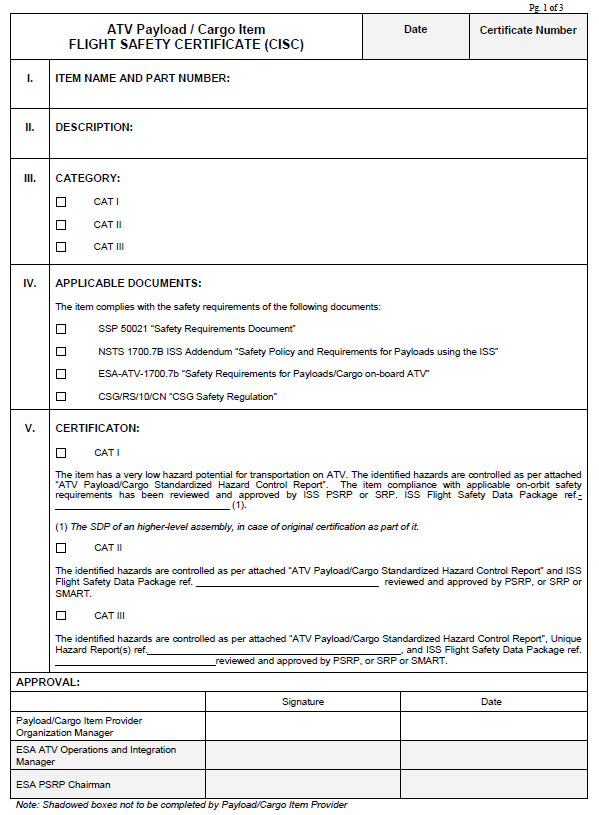 Pg. 1 of 3
ATV Payload / Cargo Item
FLIGHT SAFETY CERTIFICATE (CISC)
Date
Certificate Number
I. ITEM NAME AND PART NUMBER:
II. DESCRIPTION:
III. CATEGORY:
CAT I
CAT II
CAT III
IV. APPLICABLE DOCUMENTS:
The item complies with the safety requirements of the following documents:
SSP 50021 “Safety Requirements Document”
NSTS 1700.7B ISS Addendum “Safety Policy and Requirements for Payloads using the ISS”
ESA-ATV-1700.7b “Safety Requirements for Payloads/Cargo on-board ATV”
CSG/RS/10/CN “CSG Safety Regulation”
V. CERTIFICATON:
CAT I
The item has a very low hazard potential for transportation on ATV. The identified hazards are controlled as per attached
“ATV Payload/Cargo Standardized Hazard Control Report”. The item compliance with applicable on-orbit safety
requirements has been reviewed and approved by ISS PSRP or SRP. ISS Flight Safety Data Package ref.-
(1).
(1) The SDP of an higher-level assembly, in case of original certification as part of it.
CAT II
The identified hazards are controlled as per attached “ATV Payload/Cargo Standardized Hazard Control Report” and ISS
Flight Safety Data Package ref. ______________ reviewed and approved by PSRP, or SRP or
SMART.
CAT III
The identified hazards are controlled as per attached “ATV Payload/Cargo Standardized Hazard Control Report”, Unique
Hazard Report(s) ref.______________, and ISS Flight Safety Data Package ref.
______________reviewed and approved by PSRP, or SRP or SMART.
APPROVAL:
Signature
Date
Payload/Cargo Item Provider
Organization Manager
ESA ATV Operations and Integration
Manager
ESA PSRP Chairman
Note: Shadowed boxes not to be completed by Payload/Cargo Item Provider